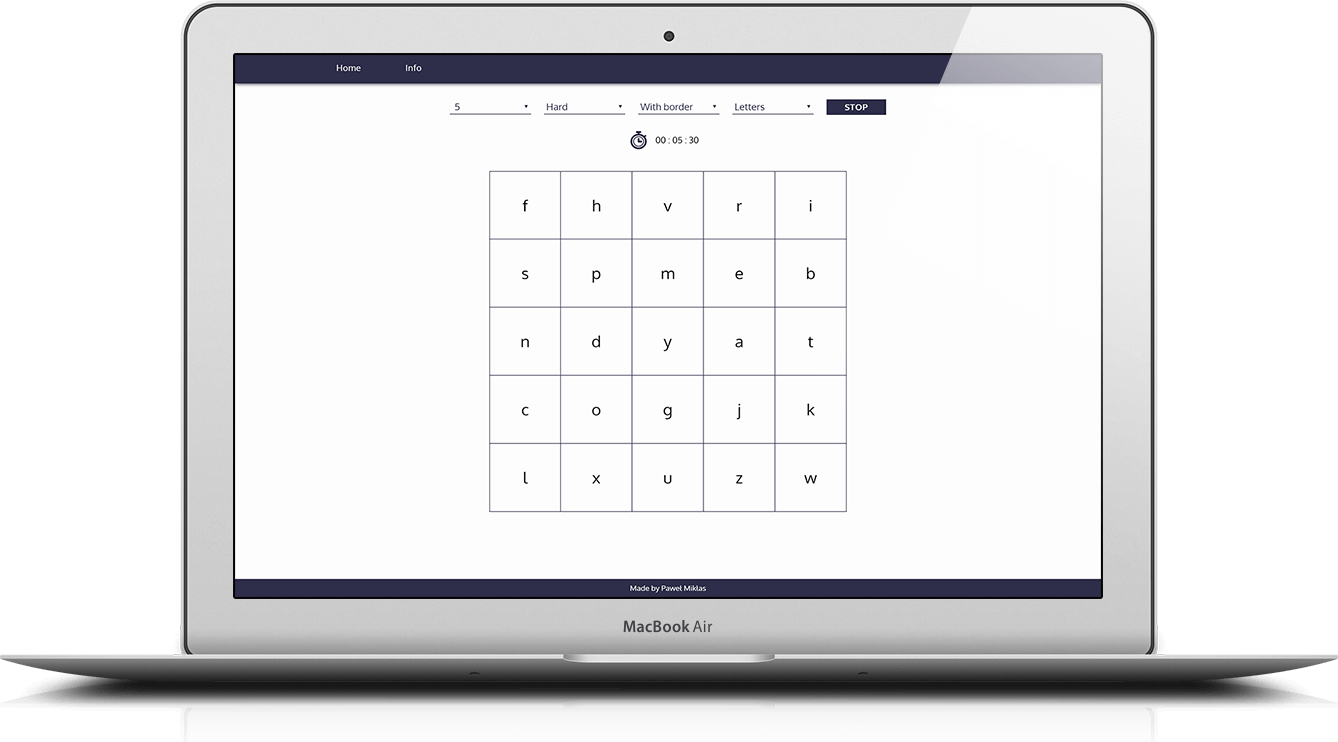 Home Info
5 Hard With border Letters STOP
00 : 05 : 30
f h v r i
s p m e b
n d y a t
c o g j k
l x u z w
Made by Paweł Miklas
MacBook Air